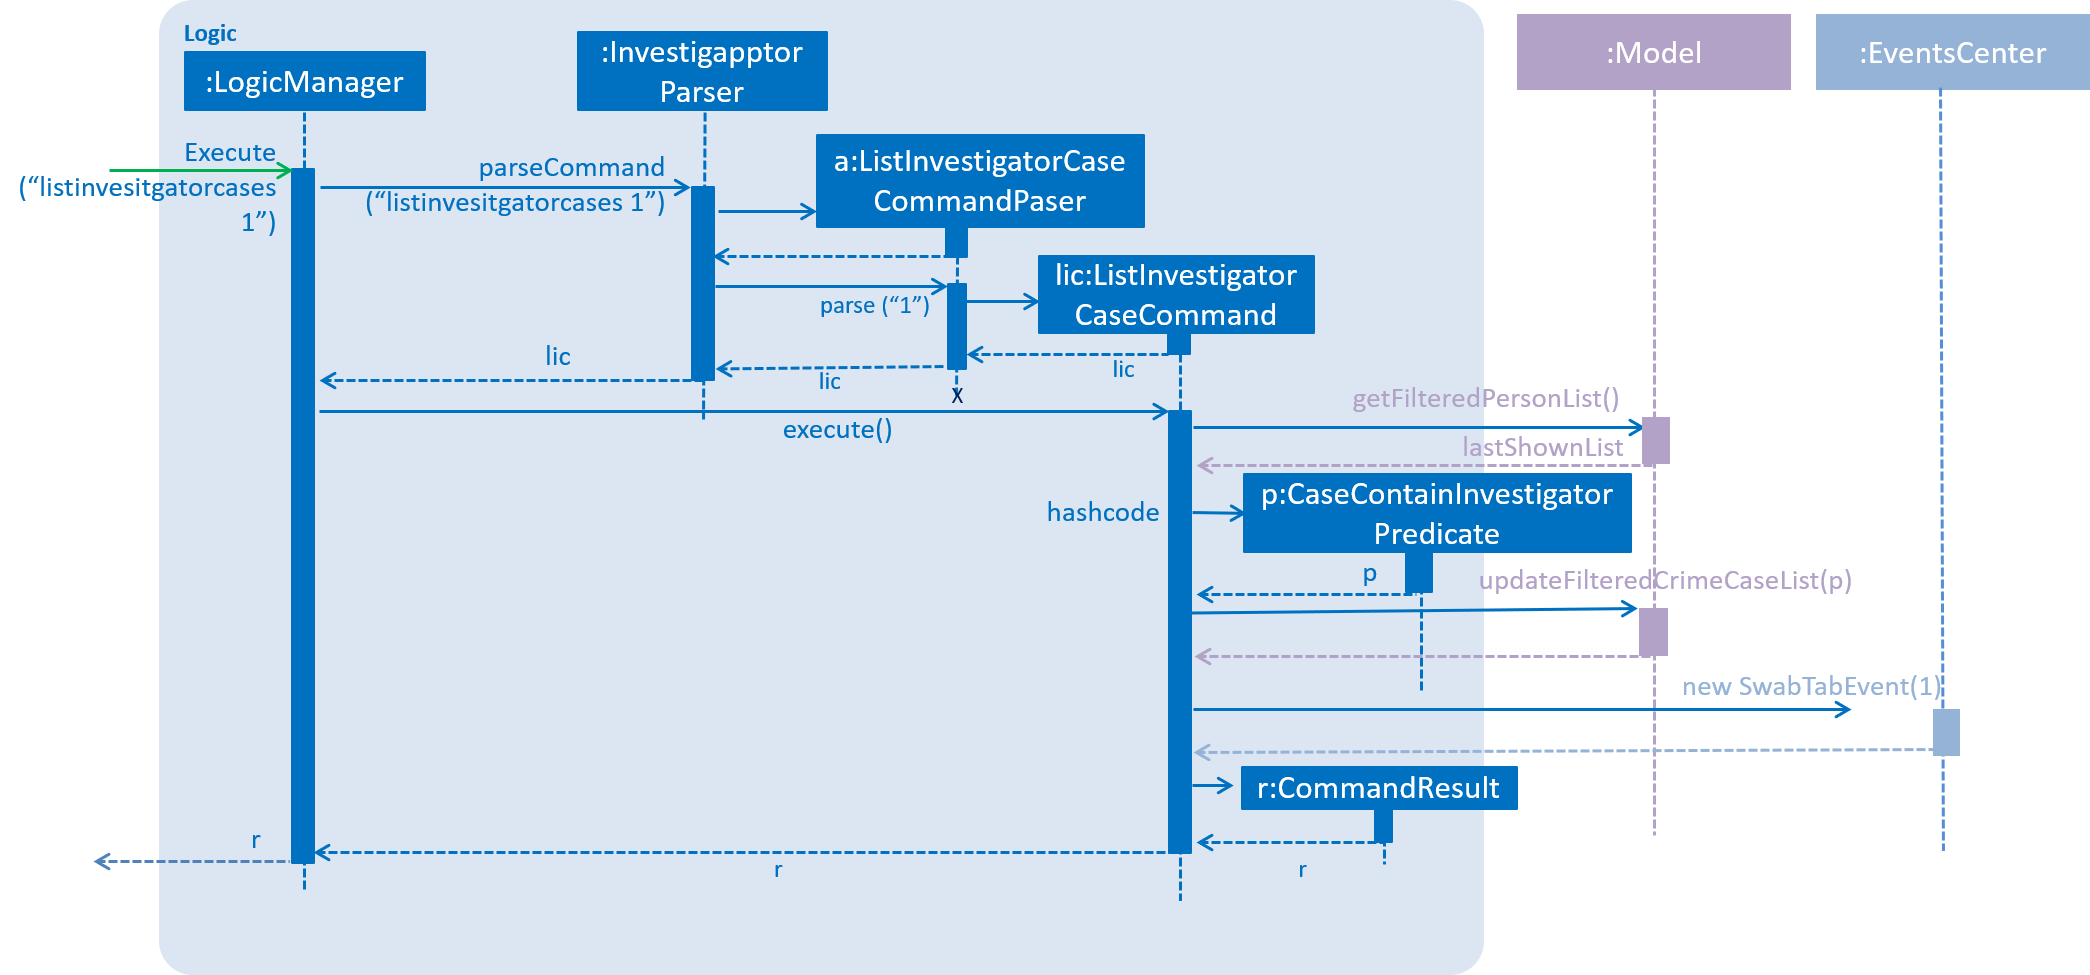 Logic
:LogicManager
:Investigapptor
Parser
:Model
:EventsCenter
Execute
(“listinvesitgatorcases
1”)
parseCommand
(“listinvesitgatorcases 1”)
a:ListInvestigatorCase
CommandPaser
parse (“1”)
lic:ListInvestigator
CaseCommand
lic
lic
lic
X
execute()
getFilteredPersonList()
lastShownList
hashcode
p:CaseContainInvestigator
Predicate
p
updateFilteredCrimeCaseList(p)
new SwabTabEvent(1)
r:CommandResult
r
r
r